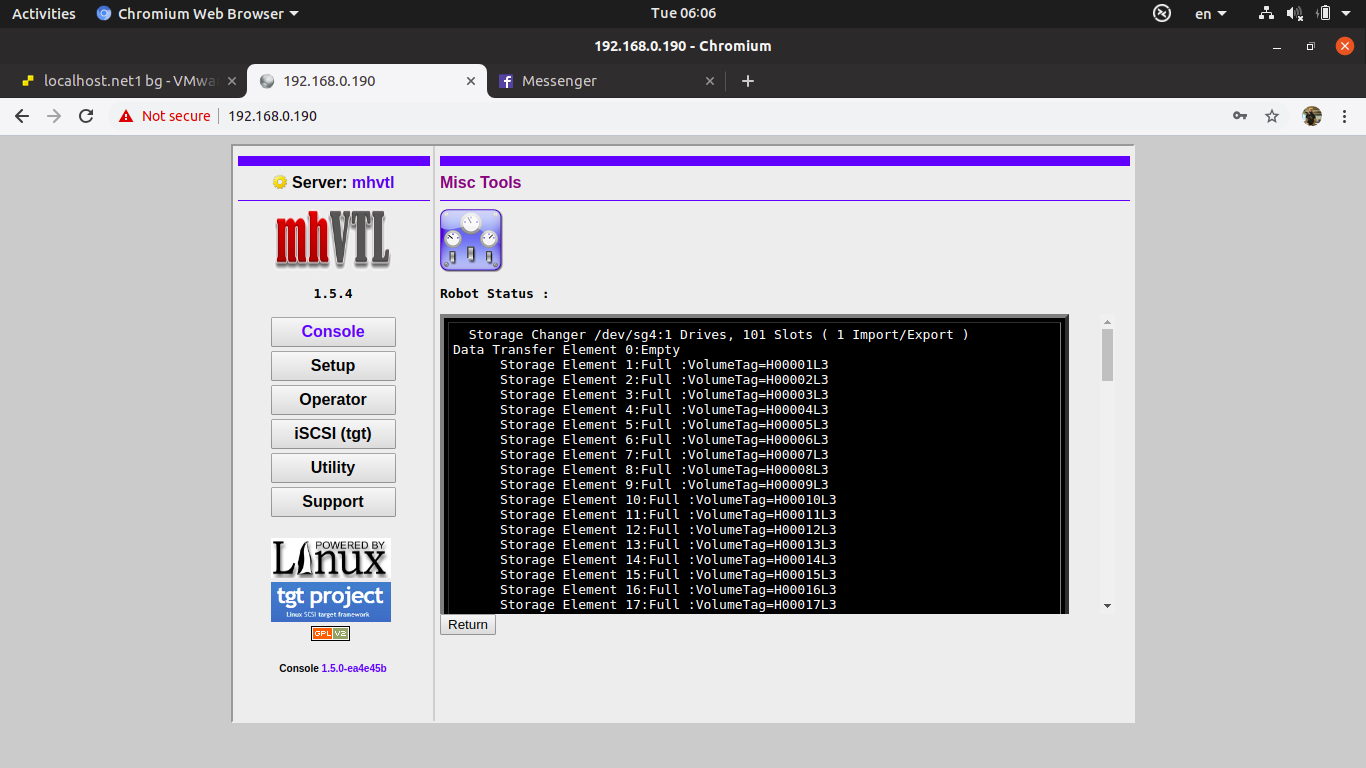 Activities Chromium Web Browser Tue 06:06 en
192.168.0.190 - Chromium
localhost.net1 bg - VMwa 192.168.0.190 Messenger
Not secure 192.168.0.190
Server: mhvtl
mhVTL
1.5.4
Console
Setup
Operator
iSCSI (tgt)
Utility
Support
POWERED BY
Linux
tgt project
Linux SCSI target framework
GPL V2
Console 1.5.0-ea4e45b
Misc Tools
Robot Status :
Storage Changer /dev/sg4:1 Drives, 101 Slots ( 1 Import/Export )
Data Transfer Element 0:Empty
Storage Element 1:Full :VolumeTag=H00001L3
Storage Element 2:Full :VolumeTag=H00002L3
Storage Element 3:Full :VolumeTag=H00003L3
Storage Element 4:Full :VolumeTag=H00004L3
Storage Element 5:Full :VolumeTag=H00005L3
Storage Element 6:Full :VolumeTag=H00006L3
Storage Element 7:Full :VolumeTag=H00007L3
Storage Element 8:Full :VolumeTag=H00008L3
Storage Element 9:Full :VolumeTag=H00009L3
Storage Element 10:Full :VolumeTag=H00010L3
Storage Element 11:Full :VolumeTag=H00011L3
Storage Element 12:Full :VolumeTag=H00012L3
Storage Element 13:Full :VolumeTag=H00013L3
Storage Element 14:Full :VolumeTag=H00014L3
Storage Element 15:Full :VolumeTag=H00015L3
Storage Element 16:Full :VolumeTag=H00016L3
Storage Element 17:Full :VolumeTag=H00017L3
Return